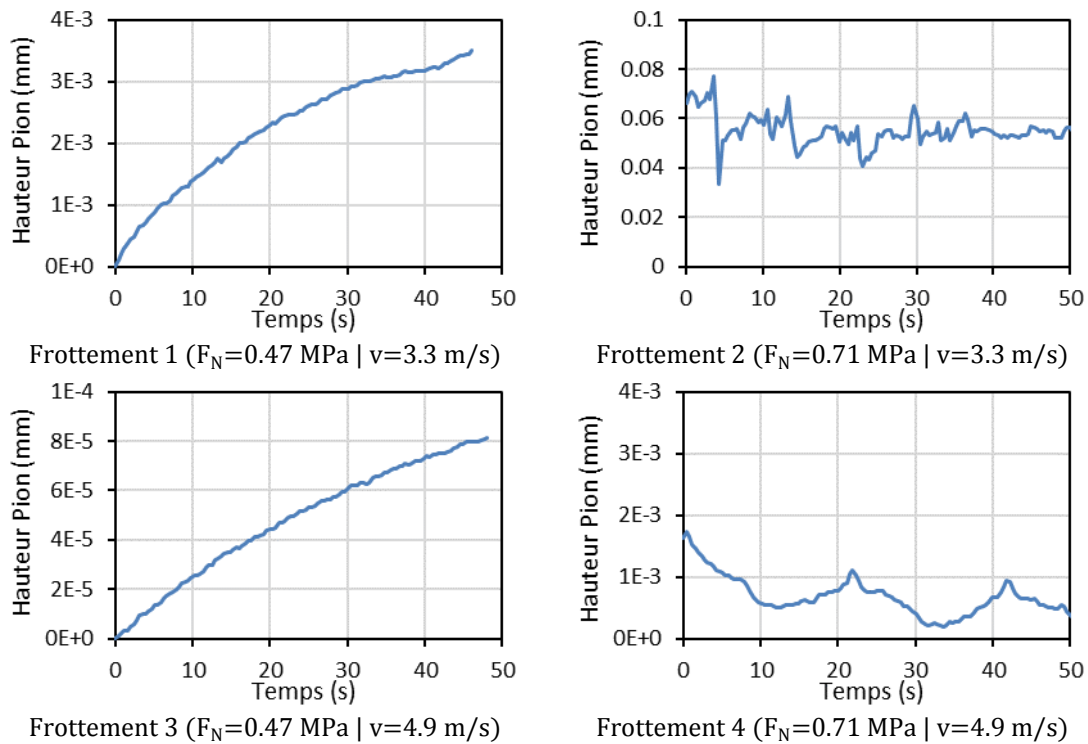 Hauteur Pion (mm)
4E-3
3E-3
2E-3
1E-3
0E+0
0 10 20 30 40 50
Temps (s)
Frottement 1 (F_N=0.47 MPa | v=3.3 m/s)
Hauteur Pion (mm)
0.1
0.08
0.06
0.04
0.02
0
0 10 20 30 40 50
Temps (s)
Frottement 2 (F_N=0.71 MPa | v=3.3 m/s)
Hauteur Pion (mm)
1E-4
8E-5
6E-5
4E-5
2E-5
0E+0
0 10 20 30 40 50
Temps (s)
Frottement 3 (F_N=0.47 MPa | v=4.9 m/s)
Hauteur Pion (mm)
4E-3
3E-3
2E-3
1E-3
0E+0
0 10 20 30 40 50
Temps (s)
Frottement 4 (F_N=0.71 MPa | v=4.9 m/s)